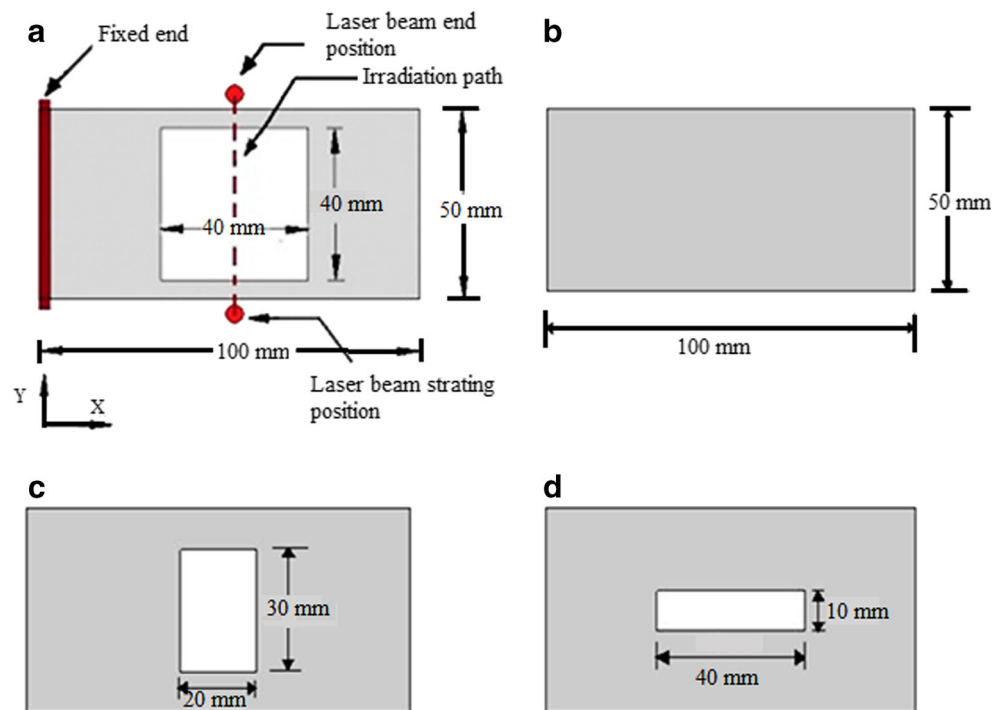 a
Fixed end
Laser beam end
position
Irradiation path
40 mm
40 mm
50 mm
100 mm
Laser beam strating
position
Y
X
b
50 mm
100 mm
c
30 mm
20 mm
d
10 mm
40 mm